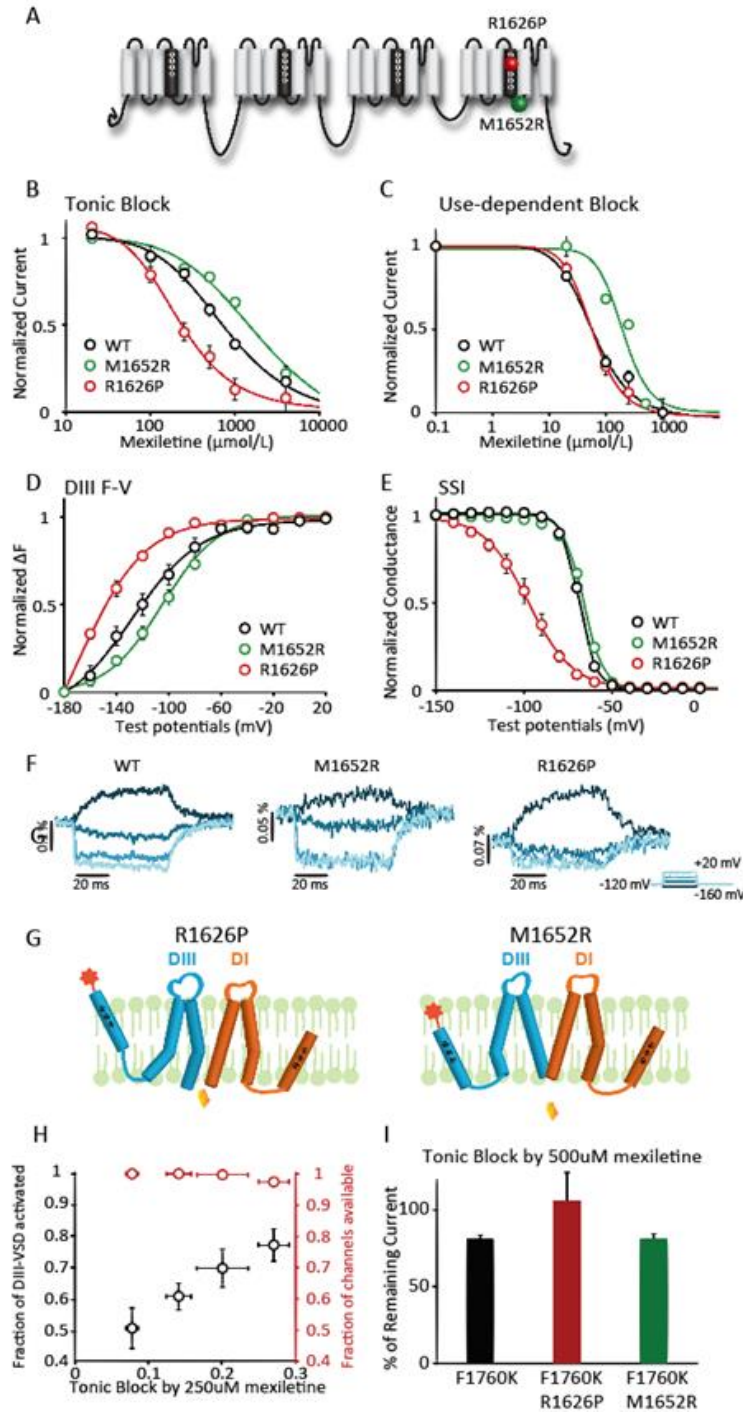 A
R1626P
M1652R
B
Tonic Block
Normalized Current
1
0.5
0
WT
M1652R
R1626P
10
100
1000
10000
Mexiletine (μmol/L)
C
Use-dependent Block
Normalized Current
1
0.5
0
WT
M1652R
R1626P
0.1
1
10
100
1000
Mexiletine (μmol/L)
D
DIII F-V
Normalized ΔF
1
0.5
0
WT
M1652R
R1626P
-180
-140
-100
-60
-20
20
Test potentials (mV)
E
SSI
Normalized Conductance
1
0.5
0
WT
M1652R
R1626P
-150
-100
-50
0
Test potentials (mV)
F
WT
M1652R
R1626P
0.05 %
0.07 %
20 ms
20 ms
20 ms
+20 mV
-120 mV
-160 mV
G
R1626P
M1652R
DIII
DI
DIII
DI
H
Fraction of DIII-VSD activated
1
0.9
0.8
0.7
0.6
0.5
0.4
0
0.1
0.2
0.3
Tonic Block by 250uM mexiletine
1
0.9
0.8
0.7
0.6
0.5
0.4
Fraction of channels available
I
Tonic Block by 500uM mexiletine
% of Remaining Current
100
50
0
F1760K
F1760K
R1626P
F1760K
M1652R